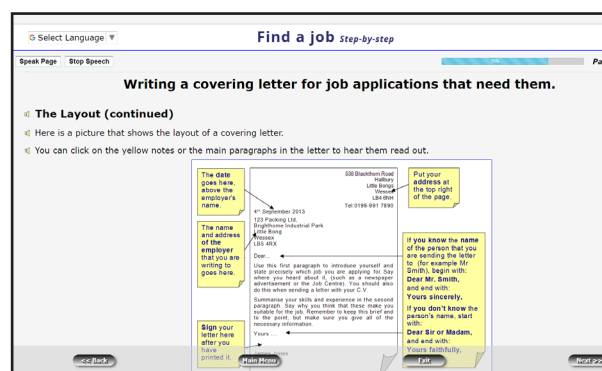 G Select Language ▼
Find a job Step-by-step
Speak Page Stop Speech
Pa
Writing a covering letter for job applications that need them.
The Layout (continued)
Here is a picture that shows the layout of a covering letter.
You can click on the yellow notes or the main paragraphs in the letter to hear them read out.
The date
goes here,
above the
employer's
name.
The name
and address
of the
employer
that you are
writing to
goes here.
Sign your
letter here
after you
have
printed it.
538 Blackthorn Road
Hallbury
Little Bongs
Wessex
LB4 6NH
Tel:0199-991 7890
4th September 2013
123 Packing Ltd,
Brighthome Industrial Park
Little Bong
Wessex
LB5 4RX
Dear...
Use this first paragraph to introduce yourself and
state precisely which job you are applying for. Say
where you heard about it, (such as a newspaper
advertisement or the Job Centre). You should also
do this when sending a letter with your C.V.
Summarise your skills and experience in the second
paragraph. Say why you think that these make you
suitable for the job. Remember to keep this brief and
to the point, but make sure you give all of the
necessary information.
Yours ....
James Jones
Put your
address at
the top right
of the page.
If you know the name
of the person that you
are sending the letter
to (for example Mr
Smith), begin with:
Dear Mr. Smith,
and end with:
Yours sincerely,
If you don't know the
person's name, start
with:
Dear Sir or Madam,
and end with:
Yours faithfully,
<< Back
Main Menu
Exit
Next >>